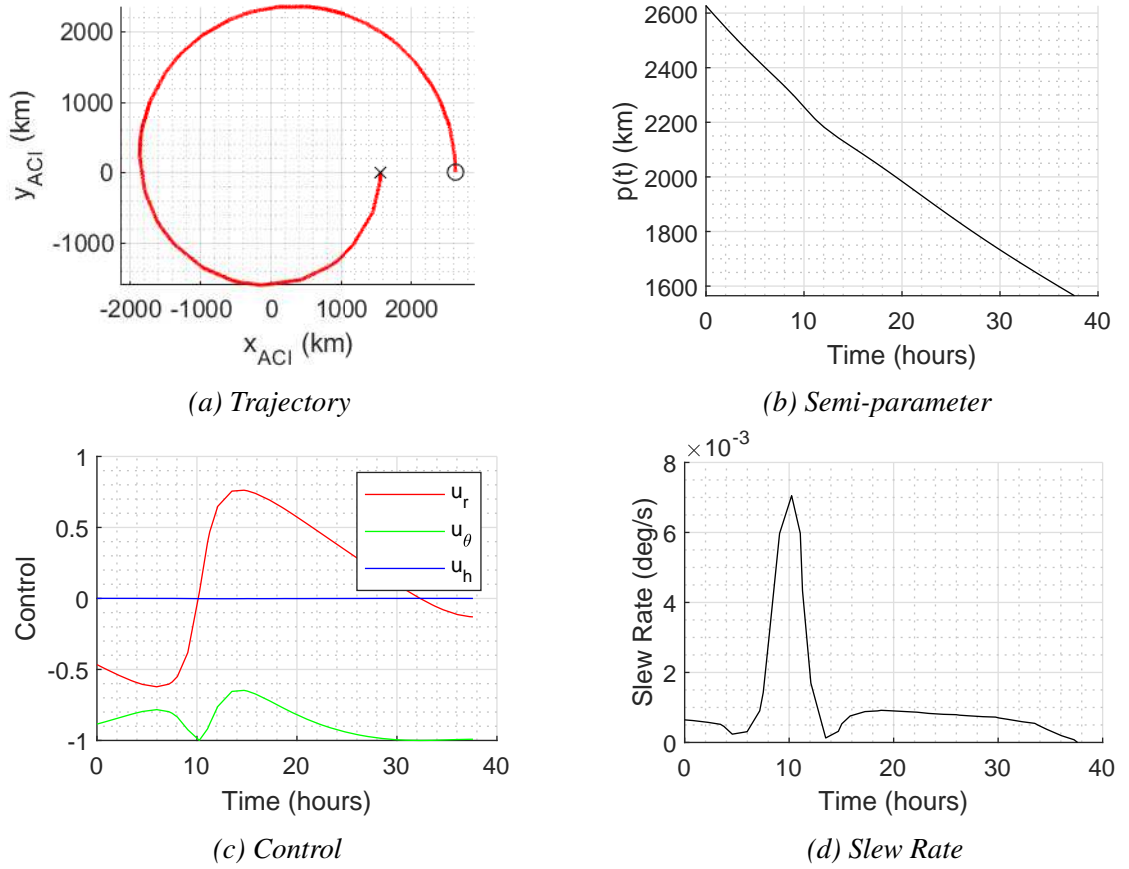 2000
1000
0
-1000
y_ACI (km)
-2000 -1000 0 1000 2000
x_ACI (km)
(a) Trajectory
2600
2400
2200
2000
1800
1600
p(t) (km)
0 10 20 30 40
Time (hours)
(b) Semi-parameter
1
0.5
0
-0.5
-1
Control
u_r
u_θ
u_h
0 10 20 30 40
Time (hours)
(c) Control
×10^-3
8
6
4
2
0
Slew Rate (deg/s)
0 10 20 30 40
Time (hours)
(d) Slew Rate